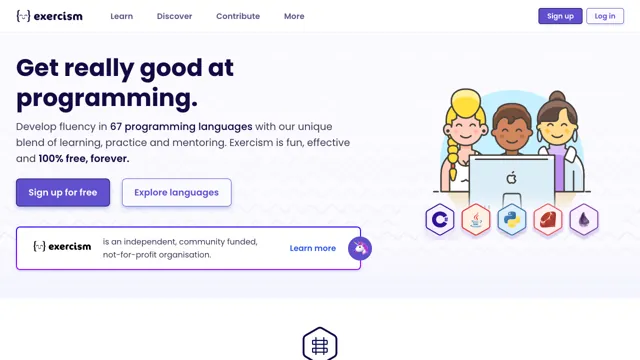 exercism
Learn
Discover
Contribute
More
Sign up
Log in
Get really good at
programming.
Develop fluency in 67 programming languages with our unique
blend of learning, practice and mentoring. Exercism is fun, effective
and 100% free, forever.
Sign up for free
Explore languages
exercism
is an independent, community funded,
not-for-profit organisation.
Learn more